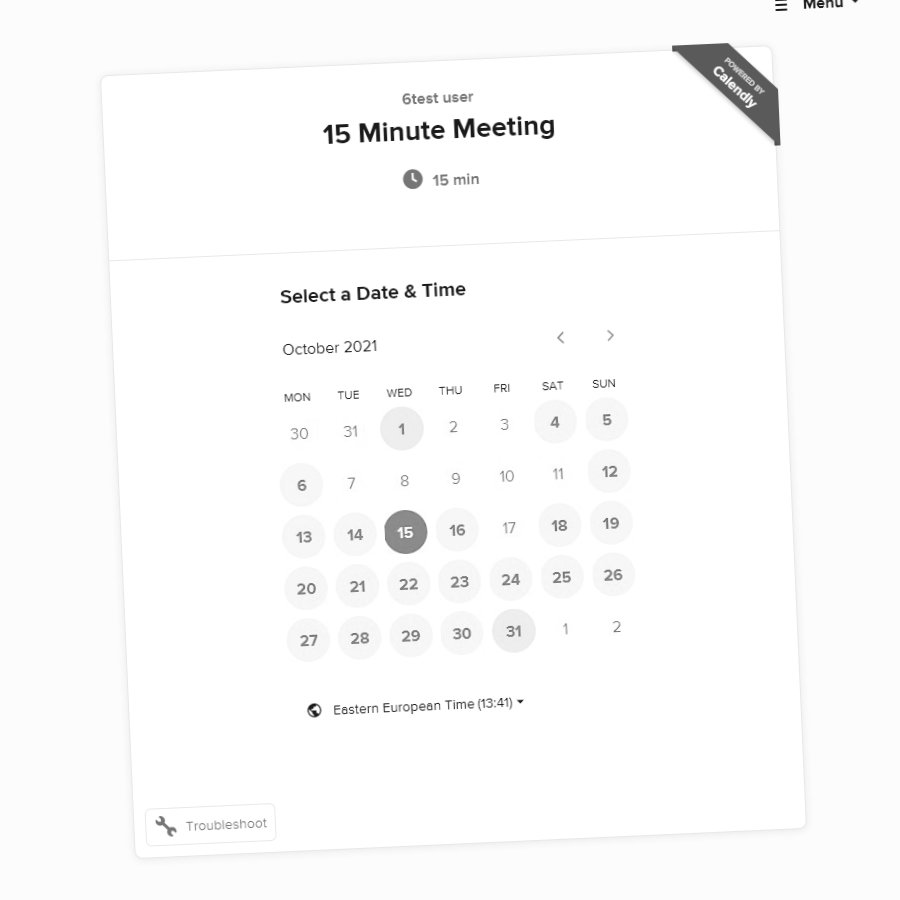 Menu
POWERED BY
Calendly
6test user
15 Minute Meeting
15 min
Select a Date & Time
October 2021
MON TUE WED THU FRI SAT SUN
30 31 1 2 3 4 5
6 7 8 9 10 11 12
13 14 15 16 17 18 19
20 21 22 23 24 25 26
27 28 29 30 31 1 2
Eastern European Time (13:41)
Troubleshoot